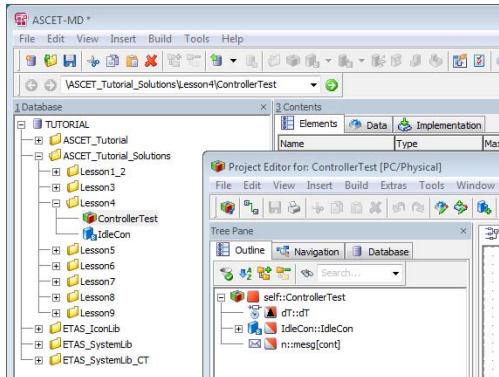 ASCET-MD *
File Edit View Insert Build Tools Help
\ASCET_Tutorial_Solutions\Lesson4\ControllerTest
1 Database
TUTORIAL
ASCET_Tutorial
ASCET_Tutorial_Solutions
Lesson1_2
Lesson3
Lesson4
ControllerTest
IdleCon
Lesson5
Lesson6
Lesson7
Lesson8
Lesson9
ETAS_IconLib
ETAS_SystemLib
ETAS_SystemLib_CT
3 Contents
Elements Data Implementation
Name Type Max
Project Editor for: ControllerTest [PC/Physical]
File Edit View Insert Build Extras Tools Window
Tree Pane
Outline Navigation Database
Search...
self::ControllerTest
dT::dT
IdleCon::IdleCon
n::mesg[cont]